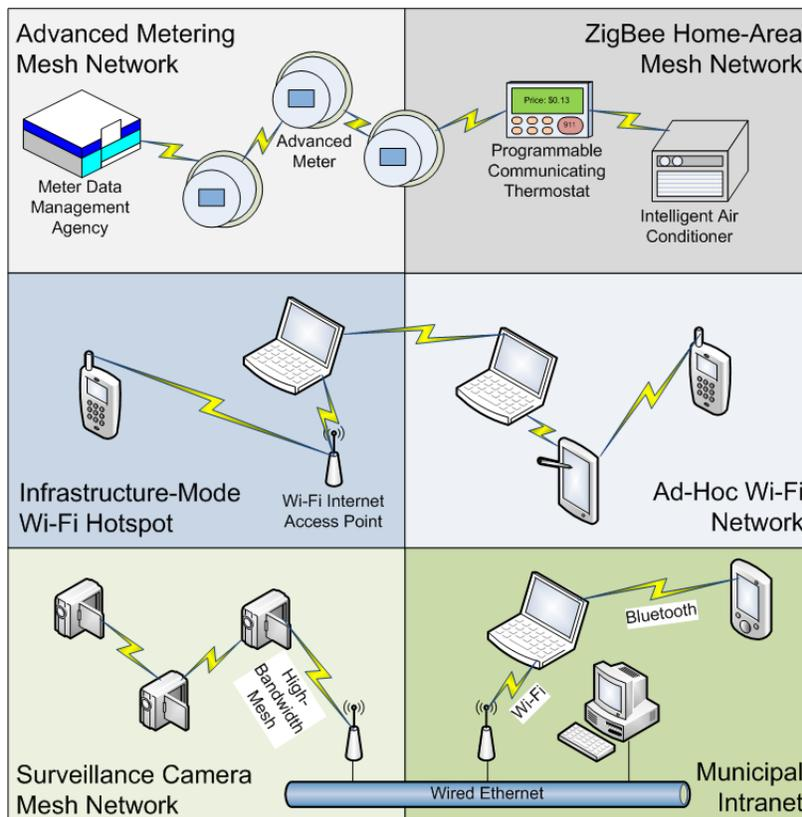 Advanced Metering
Mesh Network
ZigBee Home-Area
Mesh Network
Price: $0.13
911
Advanced
Meter
Meter Data
Management
Agency
Programmable
Communicating
Thermostat
Intelligent Air
Conditioner
Infrastructure-Mode
Wi-Fi Hotspot
Wi-Fi Internet
Access Point
Ad-Hoc Wi-Fi
Network
High-
Bandwidth
Mesh
Surveillance Camera
Mesh Network
Bluetooth
Wi-Fi
Wired Ethernet
Municipal
Intranet